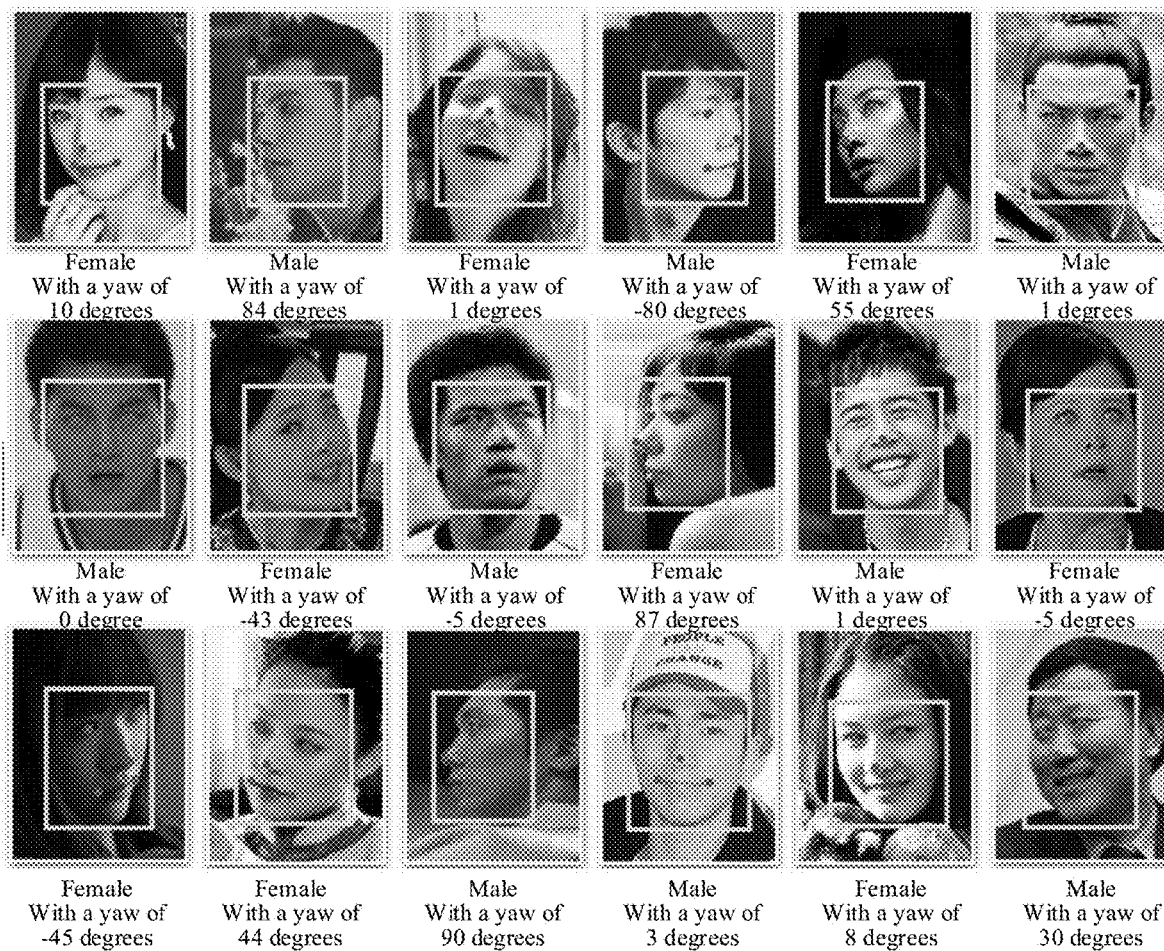 Female
With a yaw of
10 degrees
Male
With a yaw of
84 degrees
Female
With a yaw of
1 degrees
Male
With a yaw of
-80 degrees
Female
With a yaw of
55 degrees
Male
With a yaw of
1 degrees
Male
With a yaw of
0 degree
Female
With a yaw of
-43 degrees
Male
With a yaw of
-5 degrees
Female
With a yaw of
87 degrees
Male
With a yaw of
1 degrees
Female
With a yaw of
-5 degrees
PEOPLE
Female
With a yaw of
-45 degrees
Female
With a yaw of
44 degrees
Male
With a yaw of
90 degrees
Male
With a yaw of
3 degrees
Female
With a yaw of
8 degrees
Male
With a yaw of
30 degrees